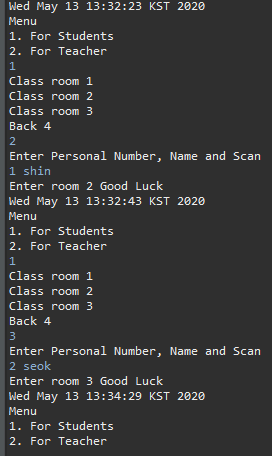 Wed May 13 13:32:23 KST 2020
Menu
1. For Students
2. For Teacher
1
Class room 1
Class room 2
Class room 3
Back 4
2
Enter Personal Number, Name and Scan
1 shin
Enter room 2 Good Luck
Wed May 13 13:32:43 KST 2020
Menu
1. For Students
2. For Teacher
1
Class room 1
Class room 2
Class room 3
Back 4
3
Enter Personal Number, Name and Scan
2 seok
Enter room 3 Good Luck
Wed May 13 13:34:29 KST 2020
Menu
1. For Students
2. For Teacher